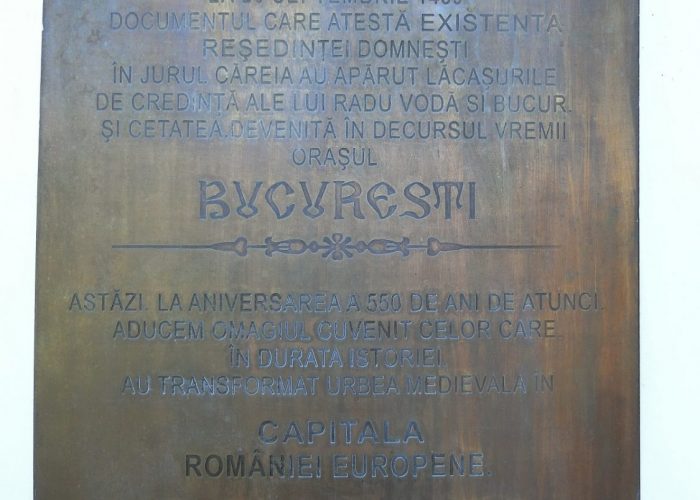 DOCUMENTUL CARE ATESTĂ EXISTENȚA
REȘEDINȚEI DOMNEȘTI
ÎN JURUL CĂREIA AU APĂRUT LĂCAȘURILE
DE CREDINȚĂ ALE LUI RADU VODĂ SI BUCUR.
ȘI CETATEA.DEVENITĂ ÎN DECURSUL VREMII
ORAȘUL
BUCUREȘTI
ASTĂZI. LA ANIVERSAREA A 550 DE ANI DE ATUNCI.
ADUCEM OMAGIUL CUVENIT CELOR CARE.
ÎN DURATA ISTORIEI.
AU TRANSFORMAT URBEA MEDIEVALĂ ÎN
CAPITALA
ROMÂNIEI EUROPENE.